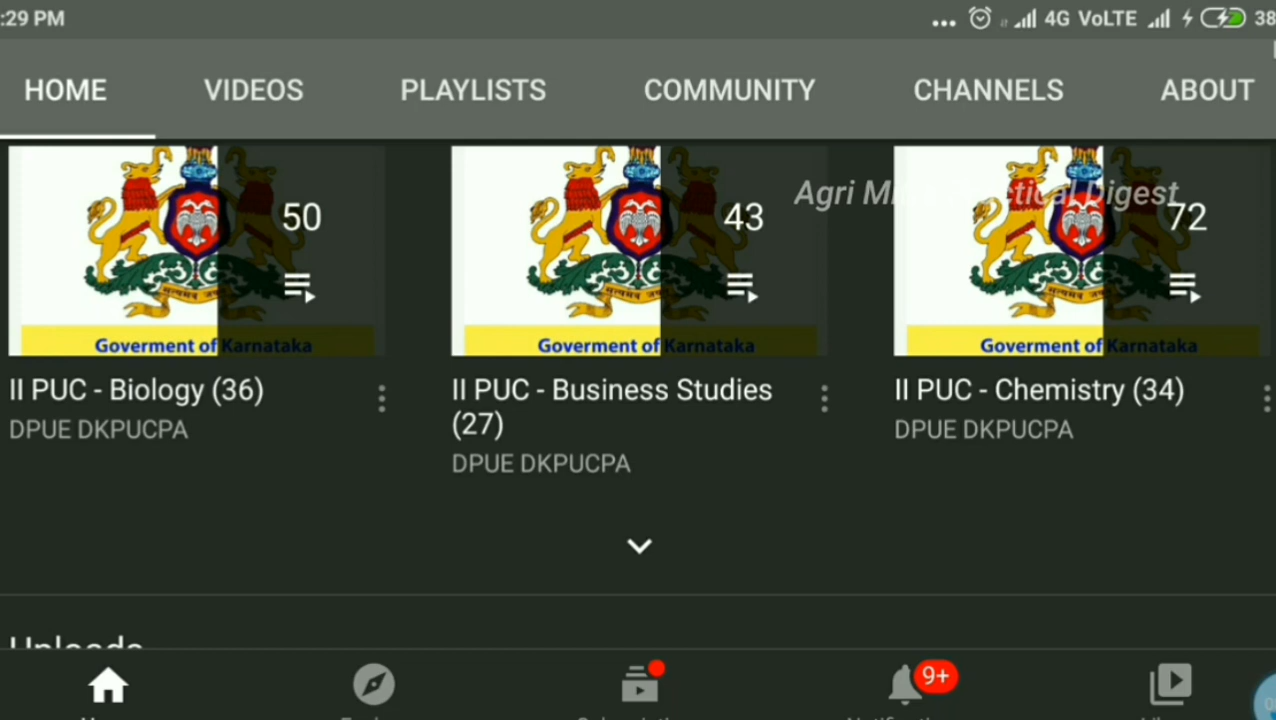 :29 PM
4G VoLTE
38
HOME
VIDEOS
PLAYLISTS
COMMUNITY
CHANNELS
ABOUT
Agri Digest
50
43
72
Goverment of Karnataka
Goverment of Karnataka
Goverment of Karnataka
II PUC - Biology (36)
DPUE DKPUCPA
II PUC - Business Studies
(27)
DPUE DKPUCPA
II PUC - Chemistry (34)
DPUE DKPUCPA
Uploads
9+